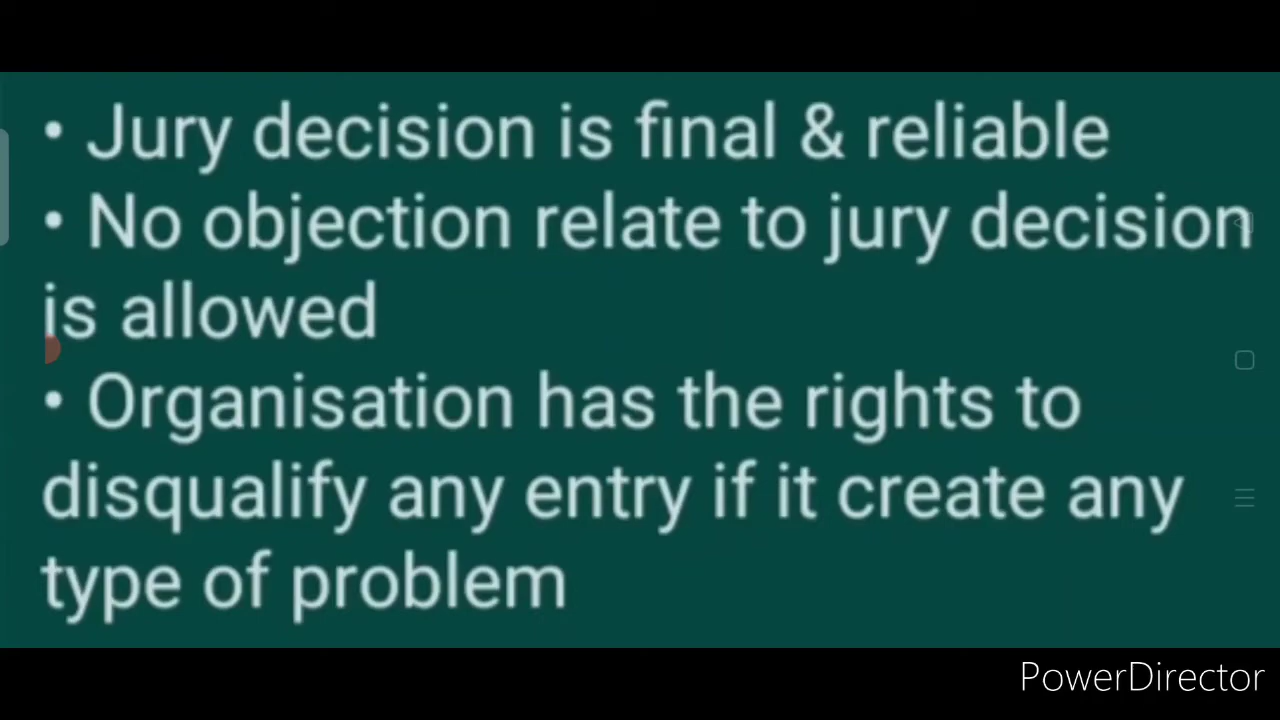 • Jury decision is final & reliable
• No objection relate to jury decision
is allowed
• Organisation has the rights to
disqualify any entry if it create any
type of problem
PowerDirector